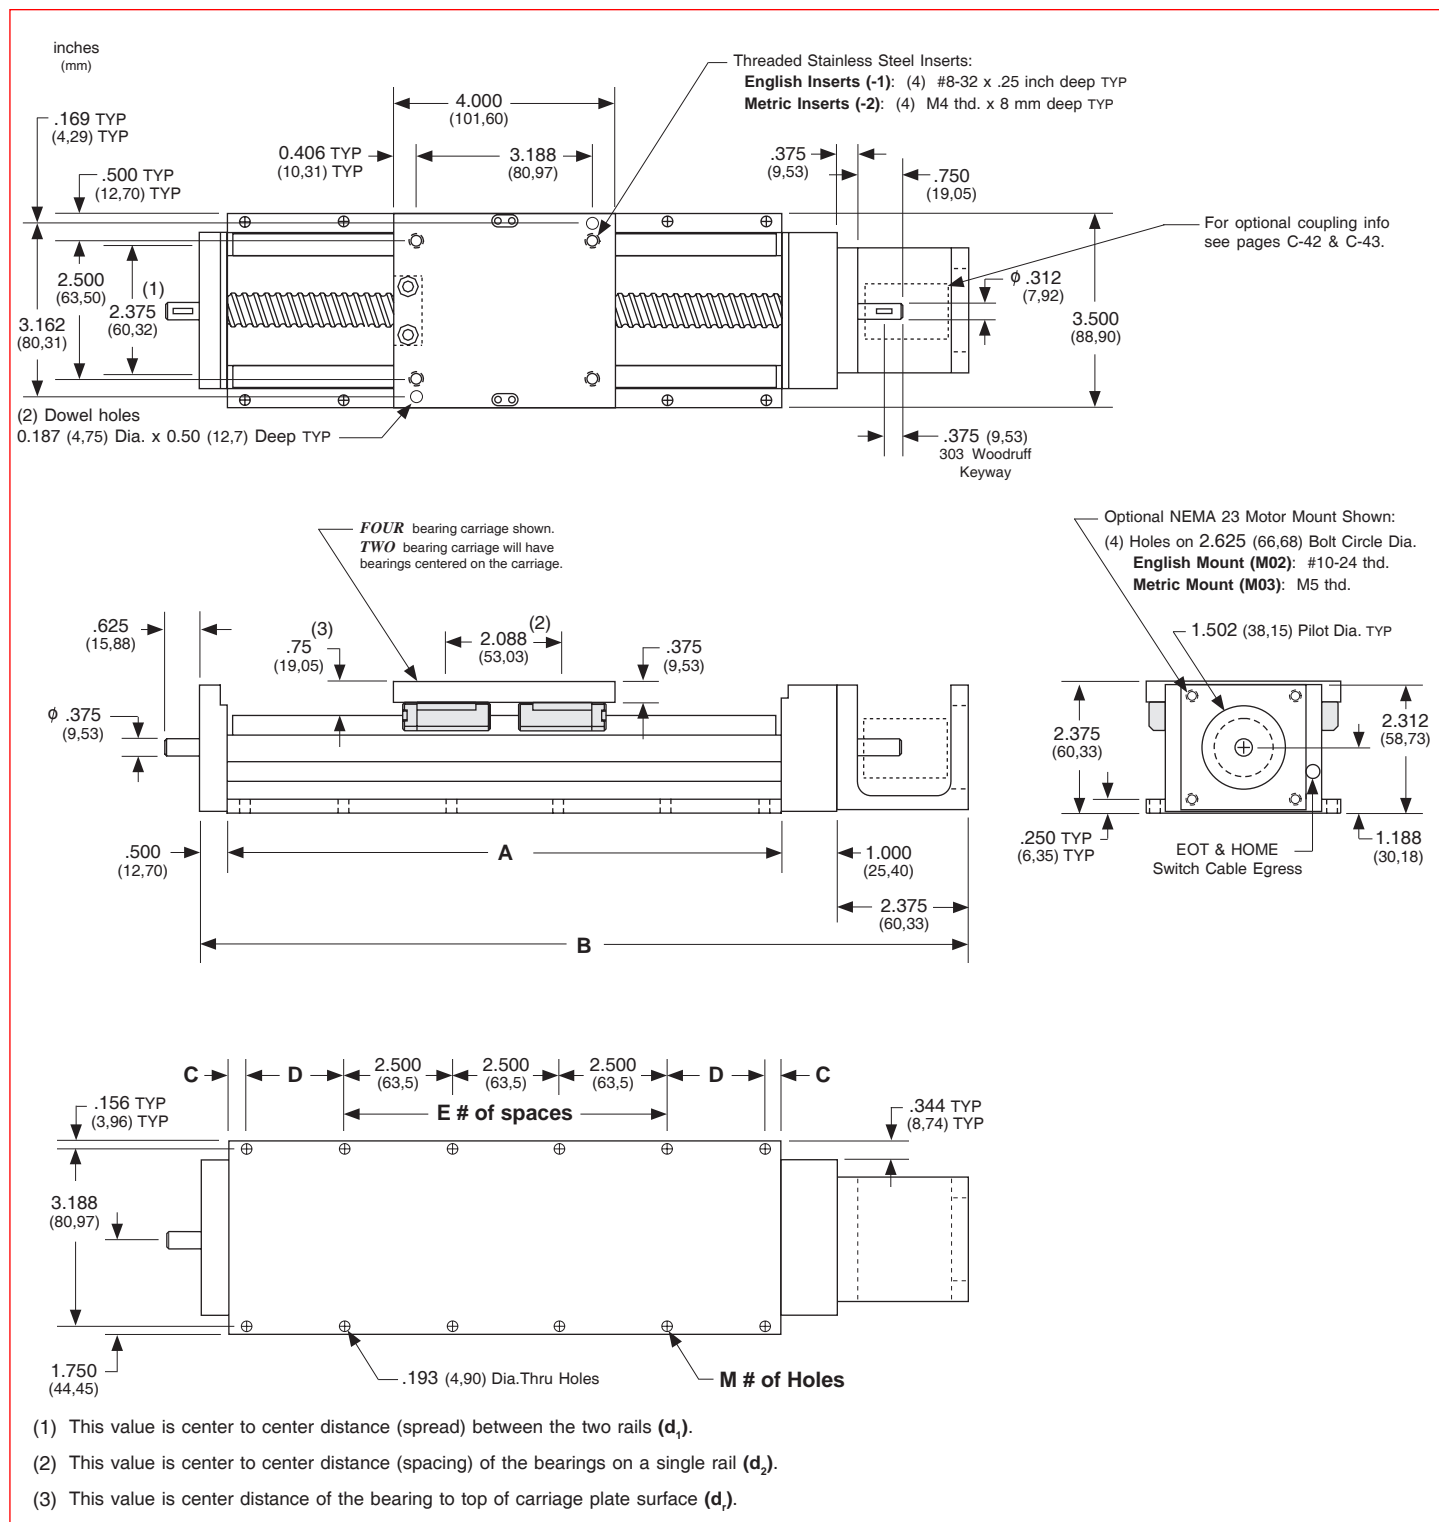 inches
(mm)
Threaded Stainless Steel Inserts:
English Inserts (-1): (4) #8-32 x .25 inch deep TYP
Metric Inserts (-2): (4) M4 thd. x 8 mm deep TYP
4.000
(101,60)
.169 TYP
(4,29) TYP
0.406 TYP
(10,31) TYP
3.188
(80,97)
.375
(9,53)
.500 TYP
(12,70) TYP
.750
(19,05)
For optional coupling info
see pages C-42 & C-43.
2.500
(63,50)
(1)
2.375
(60,32)
3.162
(80,31)
ϕ .312
(7,92)
3.500
(88,90)
(2) Dowel holes
0.187 (4,75) Dia. x 0.50 (12,7) Deep TYP
.375 (9,53)
303 Woodruff
Keyway
FOUR bearing carriage shown.
TWO bearing carriage will have
bearings centered on the carriage.
Optional NEMA 23 Motor Mount Shown:
(4) Holes on 2.625 (66,68) Bolt Circle Dia.
English Mount (M02): #10-24 thd.
Metric Mount (M03): M5 thd.
.625
(15,88)
(3)
.75
(19,05)
(2)
2.088
(53,03)
.375
(9,53)
1.502 (38,15) Pilot Dia. TYP
ϕ .375
(9,53)
2.375
(60,33)
2.312
(58,73)
.500
(12,70)
A
1.000
(25,40)
.250 TYP
(6,35) TYP
EOT & HOME
Switch Cable Egress
1.188
(30,18)
2.375
(60,33)
B
C
D
2.500
(63,5)
2.500
(63,5)
2.500
(63,5)
D
C
E # of spaces
.156 TYP
(3,96) TYP
.344 TYP
(8,74) TYP
3.188
(80,97)
1.750
(44,45)
.193 (4,90) Dia.Thru Holes
M # of Holes
(1) This value is center to center distance (spread) between the two rails (d₁).
(2) This value is center to center distance (spacing) of the bearings on a single rail (d₂).
(3) This value is center distance of the bearing to top of carriage plate surface (dᵣ).